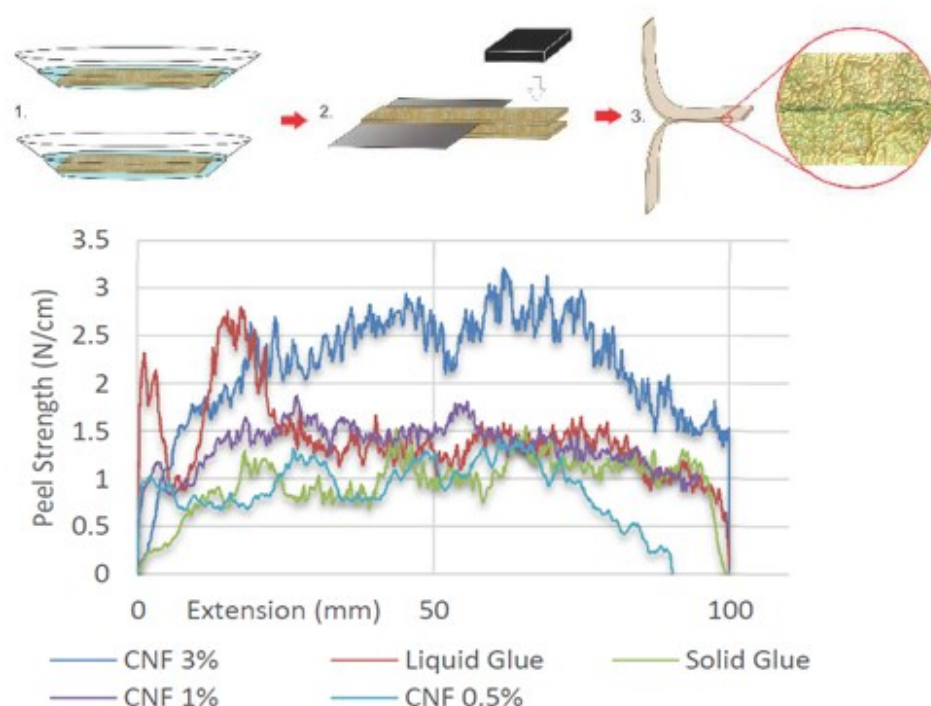 1.
2.
3.
3.5
3
2.5
2
1.5
1
0.5
0
Peel Strength (N/cm)
0 Extension (mm) 50 100
CNF 3% Liquid Glue Solid Glue
CNF 1% CNF 0.5%